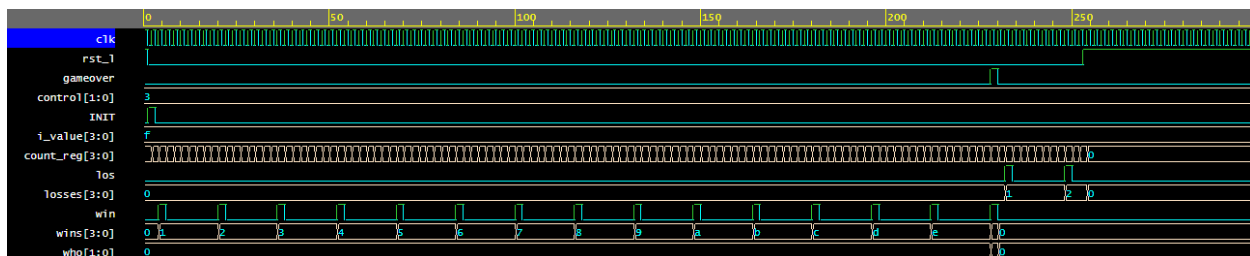 0 50 100 150 200 250
clk
rst_l
gameover
control[1:0] 3
INIT
i_value[3:0] f
count_reg[3:0] 0
los
losses[3:0] 0 1 2 0
win
wins[3:0] 0 1 2 3 4 5 6 7 8 9 a b c d e 0
who[1:0] 0 0